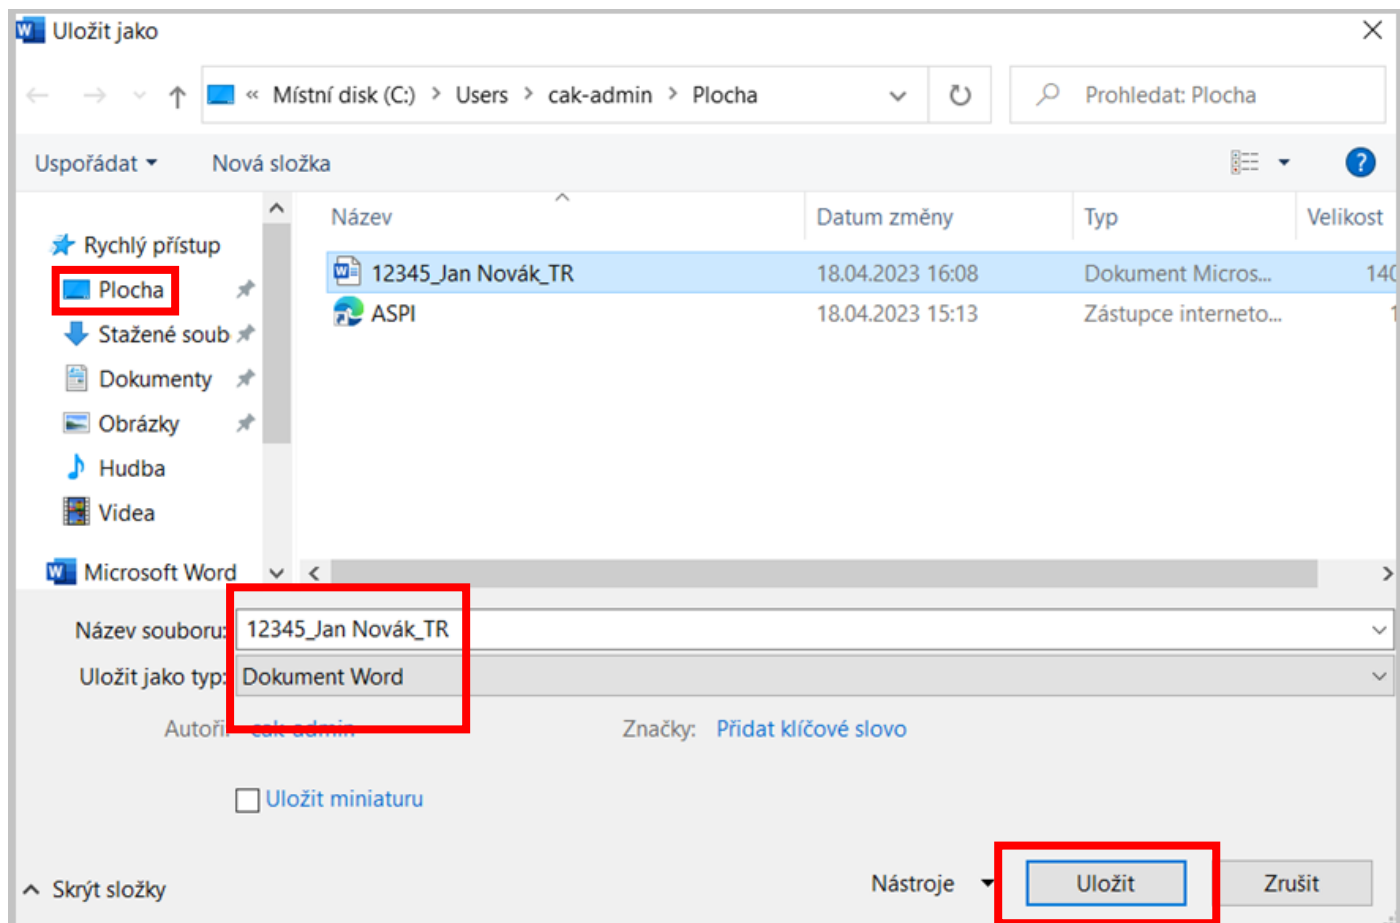 Uložit jako
« Místní disk (C:) > Users > cak-admin > Plocha
Prohledat: Plocha
Uspořádat
Nová složka
Název
Datum změny
Typ
Velikost
Rychlý přístup
Plocha
Stažené soub
Dokumenty
Obrázky
Hudba
Videa
Microsoft Word
12345_Jan Novák_TR 18.04.2023 16:08 Dokument Micros... 140
ASPI 18.04.2023 15:13 Zástupce interneto... 1
Název souboru: 12345_Jan Novák_TR
Uložit jako typ: Dokument Word
Autoři: cak-admin
Značky: Přidat klíčové slovo
Uložit miniaturu
Skrýt složky
Nástroje
Uložit
Zrušit